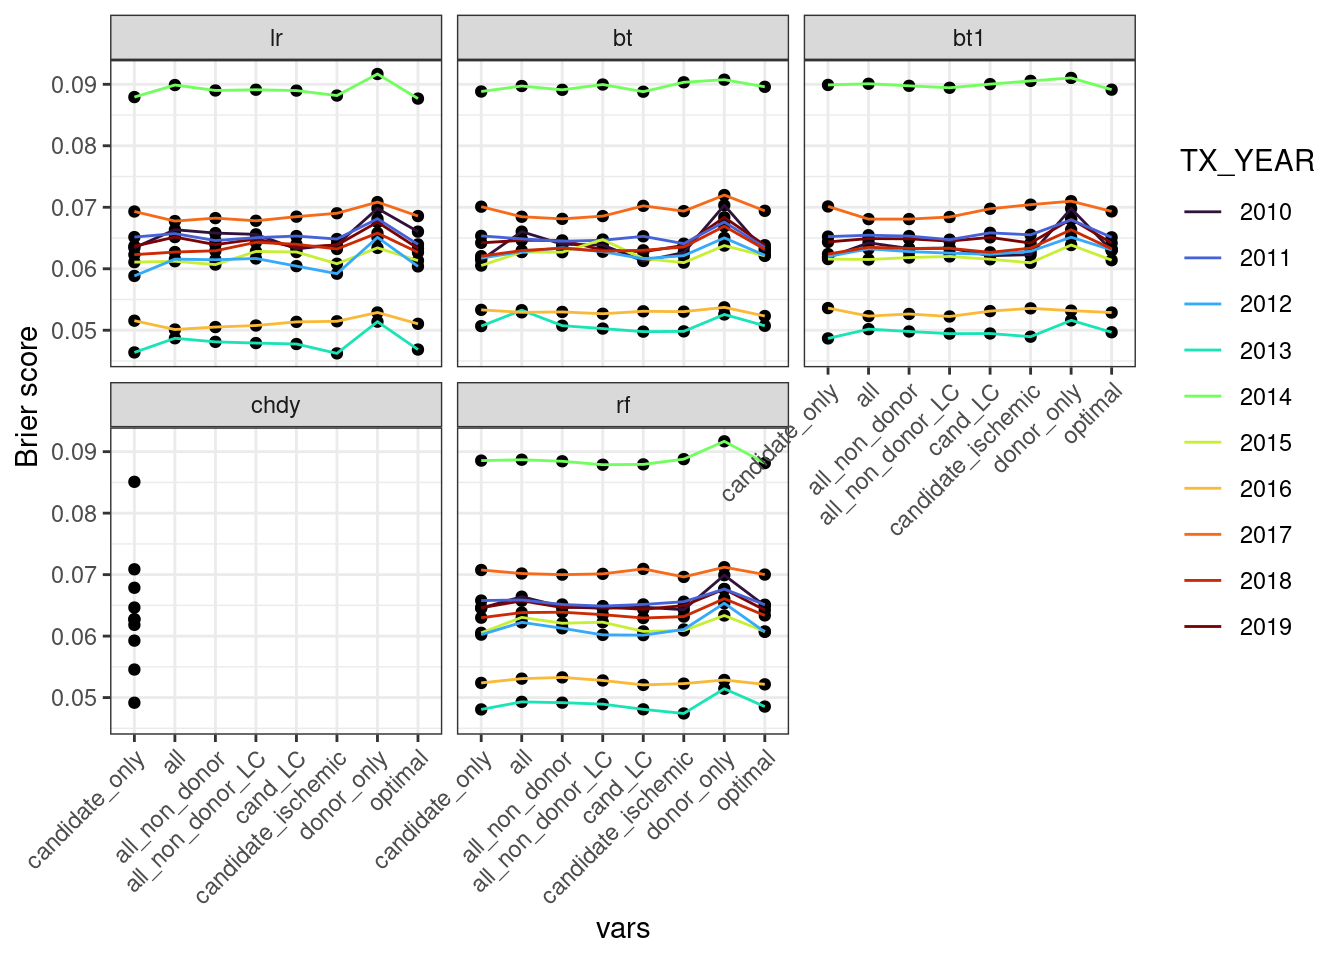 lr
bt
bt1
0.09
0.08
0.07
0.06
0.05
candidate_only
all
all_non_donor
all_non_donor_LC
cand_LC
candidate_ischemic
donor_only
optimal
chdy
rf
0.09
0.08
0.07
0.06
0.05
candidate_only
all
all_non_donor
all_non_donor_LC
cand_LC
candidate_ischemic
donor_only
optimal
candidate_only
all
all_non_donor
all_non_donor_LC
cand_LC
candidate_ischemic
donor_only
optimal
Brier score
vars
TX_YEAR
2010
2011
2012
2013
2014
2015
2016
2017
2018
2019